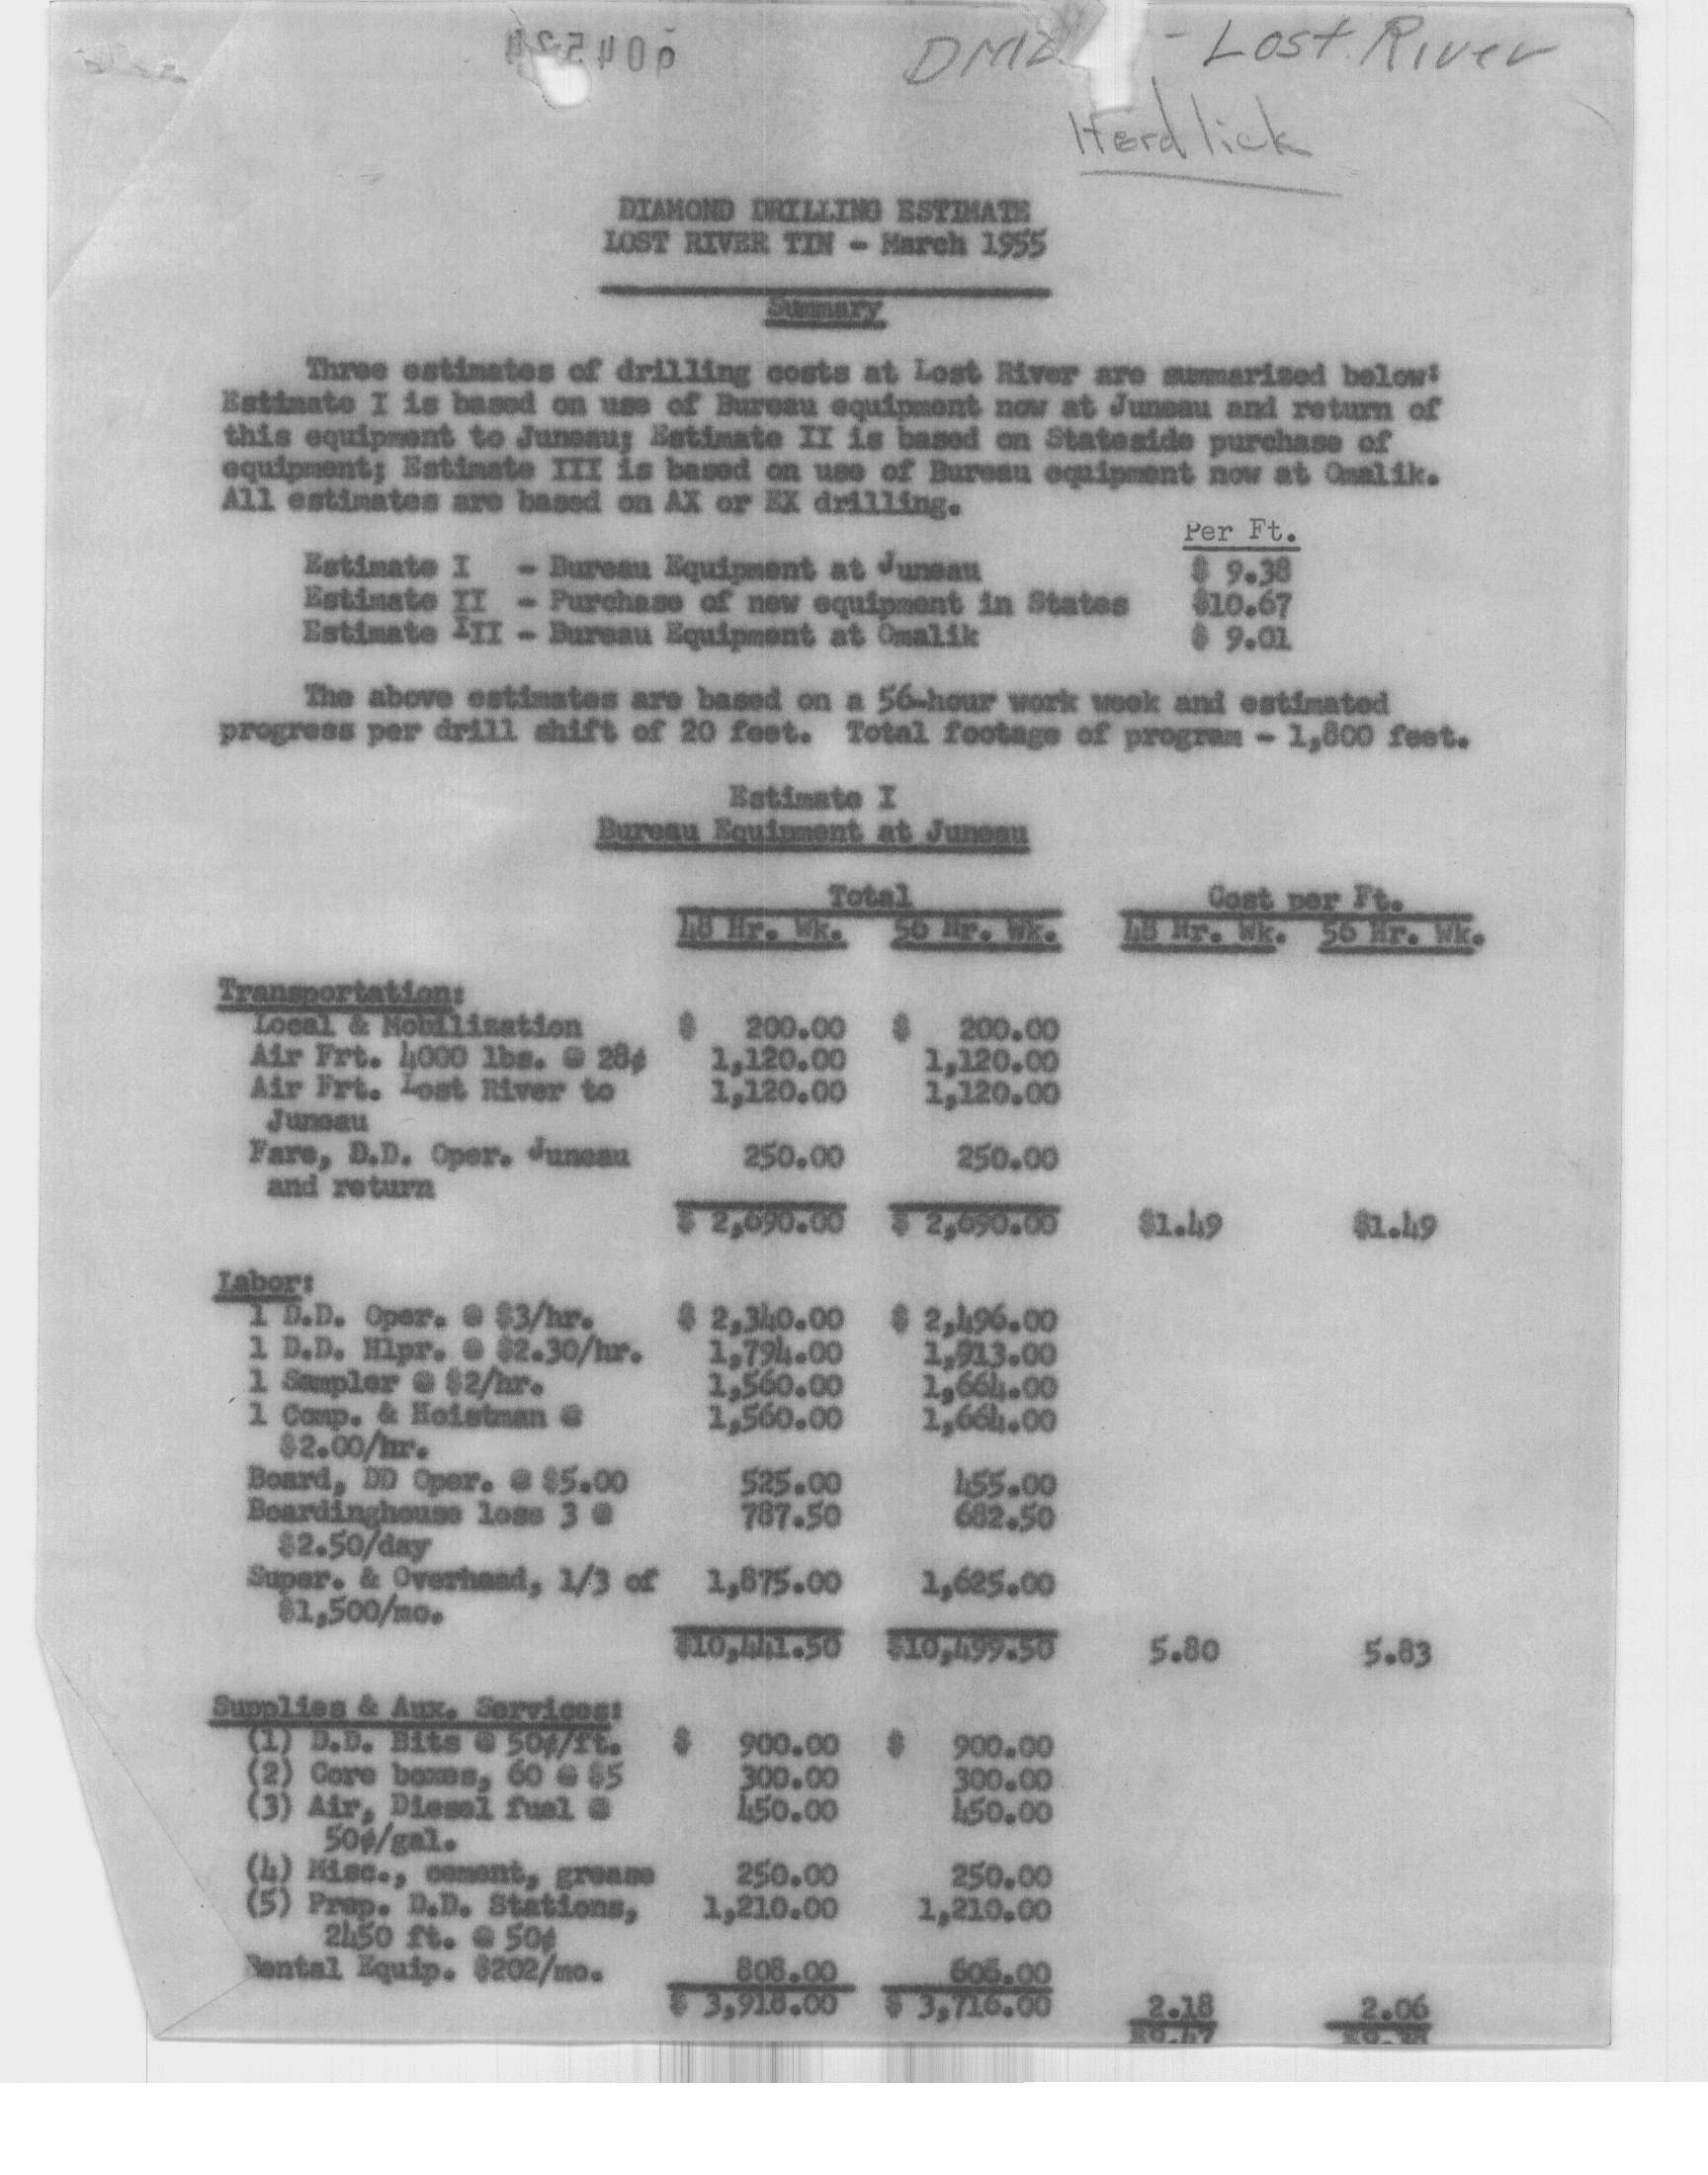 - Lost River
Herdlick
DIAMOND DRILLING ESTIMATE
LOST RIVER TIN - March 1955
Summary
Three estimates of drilling costs at Lost River are summarized below:
Estimate I is based on use of Bureau equipment now at Juneau and return of
this equipment to Juneau; Estimate II is based on Stateside purchase of
equipment; Estimate III is based on use of Bureau equipment now at Omalik.
All estimates are based on AX or EX drilling.
Per Ft.
Estimate I - Bureau Equipment at Juneau $ 9.38
Estimate II - Purchase of new equipment in States $10.67
Estimate III - Bureau Equipment at Omalik $ 9.01
The above estimates are based on a 56-hour work week and estimated
progress per drill shift of 20 feet. Total footage of program - 1,800 feet.
Estimate I
Bureau Equipment at Juneau
Total Cost per Ft.
48 Hr. Wk. 56 Hr. Wk. 48 Hr. Wk. 56 Hr. Wk.
Transportation:
Local & Mobilization $ 200.00 $ 200.00
Air Frt. 4000 lbs. @ 28¢ 1,120.00 1,120.00
Air Frt. Lost River to 1,120.00 1,120.00
Juneau
Fare, D.D. Oper. Juneau 250.00 250.00
and return
$ 2,690.00 $ 2,690.00 $1.49 $1.49
Labor:
1 D.D. Oper. @ $3/hr. $ 2,340.00 $ 2,496.00
1 D.D. Hlpr. @ $2.30/hr. 1,794.00 1,913.00
1 Sampler @ $2/hr. 1,560.00 1,664.00
1 Comp. & Hoistman @ 1,560.00 1,664.00
$2.00/hr.
Board, DD Oper. @ $5.00 525.00 455.00
Boardinghouse loss 3 @ 787.50 682.50
$2.50/day
Super. & Overhead, 1/3 of 1,875.00 1,625.00
$1,500/mo.
$10,441.50 $10,499.50 5.80 5.83
Supplies & Aux. Services:
(1) D.D. Bits @ 50¢/ft. $ 900.00 $ 900.00
(2) Core boxes, 60 @ $5 300.00 300.00
(3) Air, Diesel fuel @ 450.00 450.00
50¢/gal.
(4) Misc., cement, grease 250.00 250.00
(5) Prep. D.D. Stations, 1,210.00 1,210.00
2450 ft. @ 50¢
Rental Equip. $202/mo. 808.00 606.00
$ 3,918.00 $ 3,716.00 2.18 2.06
$9.47 $9.38